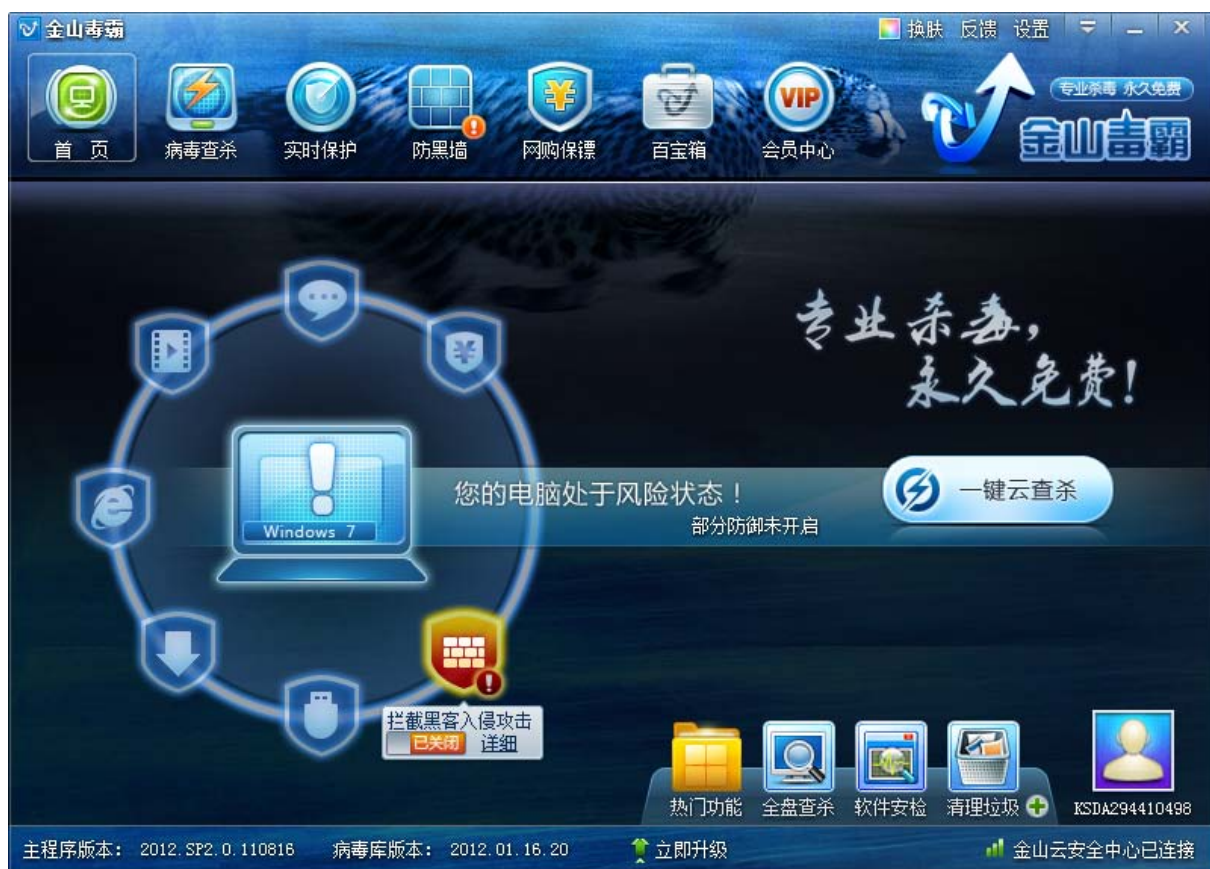 金山毒霸
换肤 反馈 设置
首 页 病毒查杀 实时保护 防黑墙 网购保镖 百宝箱 会员中心
VIP
专业杀毒 永久免费
金山毒霸
专业杀毒，
永久免费！
Windows 7
您的电脑处于风险状态！
部分防御未开启
一键云查杀
拦截黑客入侵攻击
已关闭 详细
热门功能 全盘查杀 软件安检 清理垃圾
KSDA294410498
主程序版本： 2012.SP2.0.110816 病毒库版本： 2012.01.16.20 立即升级 金山云安全中心已连接